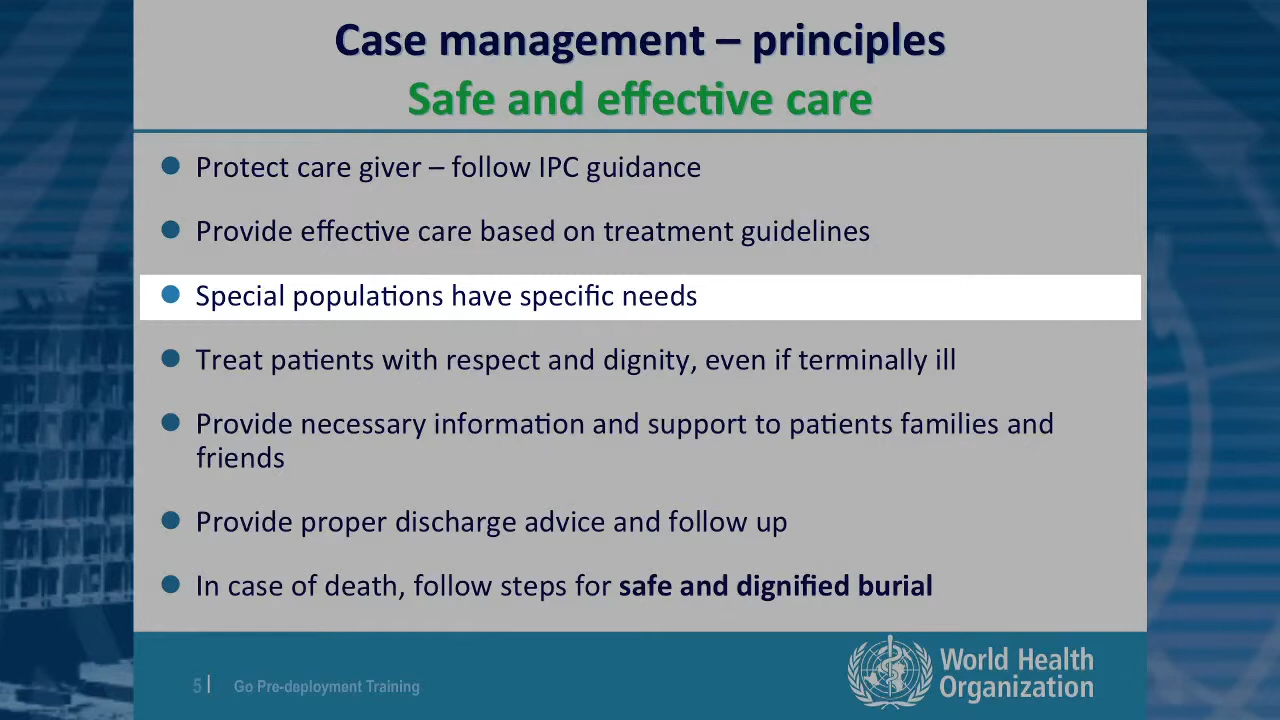 Case management – principles
Safe and effective care
Protect care giver – follow IPC guidance
Provide effective care based on treatment guidelines
Special populations have specific needs
Treat patients with respect and dignity, even if terminally ill
Provide necessary information and support to patients families and
friends
Provide proper discharge advice and follow up
In case of death, follow steps for safe and dignified burial
5 | Go Pre-deployment Training
World Health
Organization